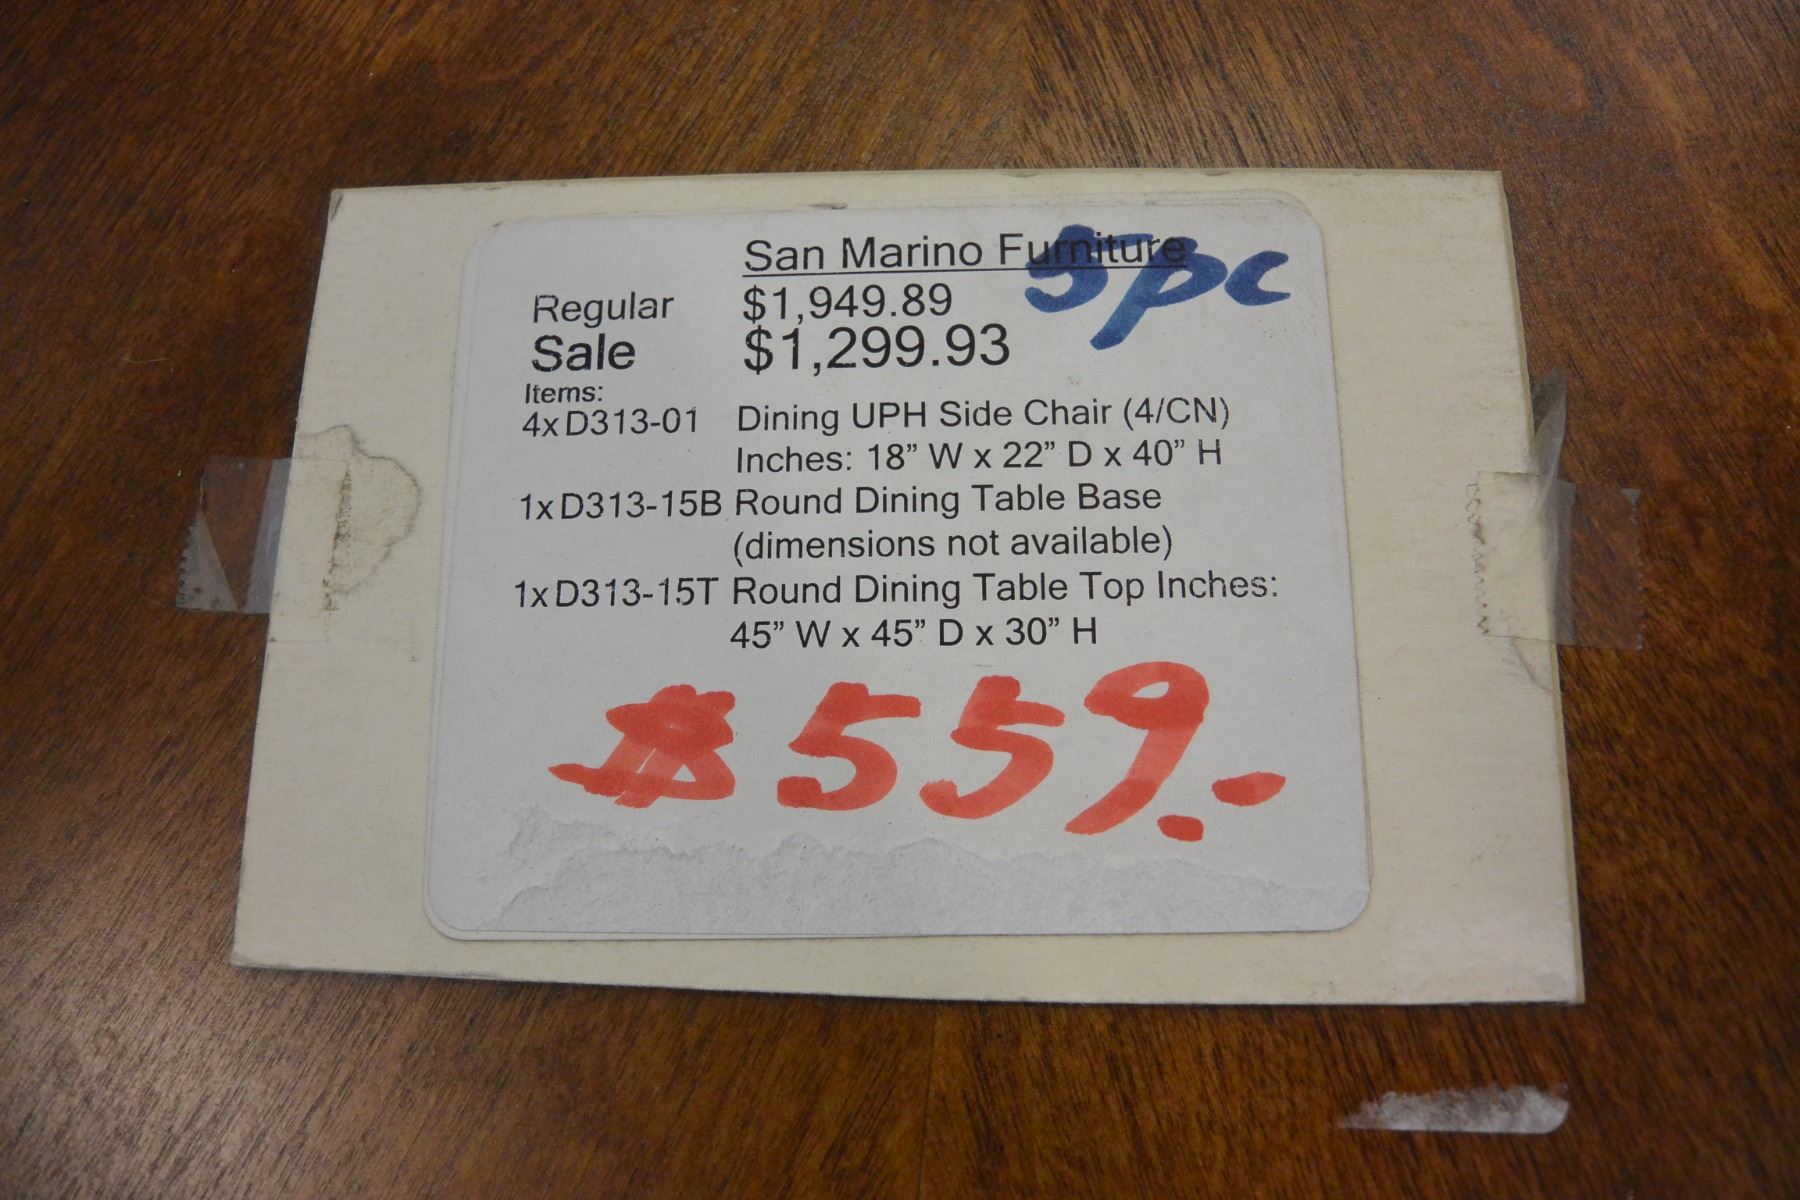 San Marino Furniture
5pc
Regular $1,949.89
Sale $1,299.93
Items:
4x D313-01 Dining UPH Side Chair (4/CN)
Inches: 18” W x 22” D x 40” H
1x D313-15B Round Dining Table Base
(dimensions not available)
1x D313-15T Round Dining Table Top Inches:
45” W x 45” D x 30” H
$559.-